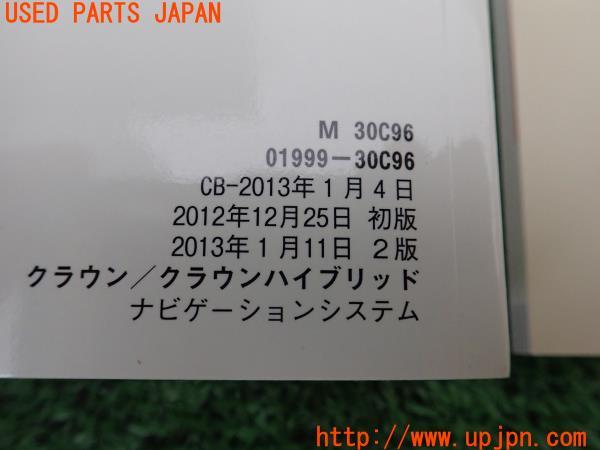 USED PARTS JAPAN
M 30C96
01999-30C96
CB-2013年1月4日
2012年12月25日 初版
2013年1月11日 2版
クラウン/クラウンハイブリッド
ナビゲーションシステム
http://www.upjpn.com